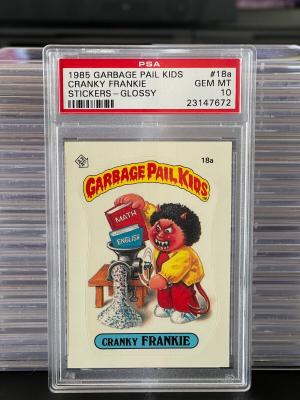 PSA
1985 GARBAGE PAIL KIDS #18a
CRANKY FRANKIE GEM MT
STICKERS-GLOSSY 10
23147672
18a
GARBAGE PAIL KIDS
MATH
ENGLISH
CRANKY FRANKIE